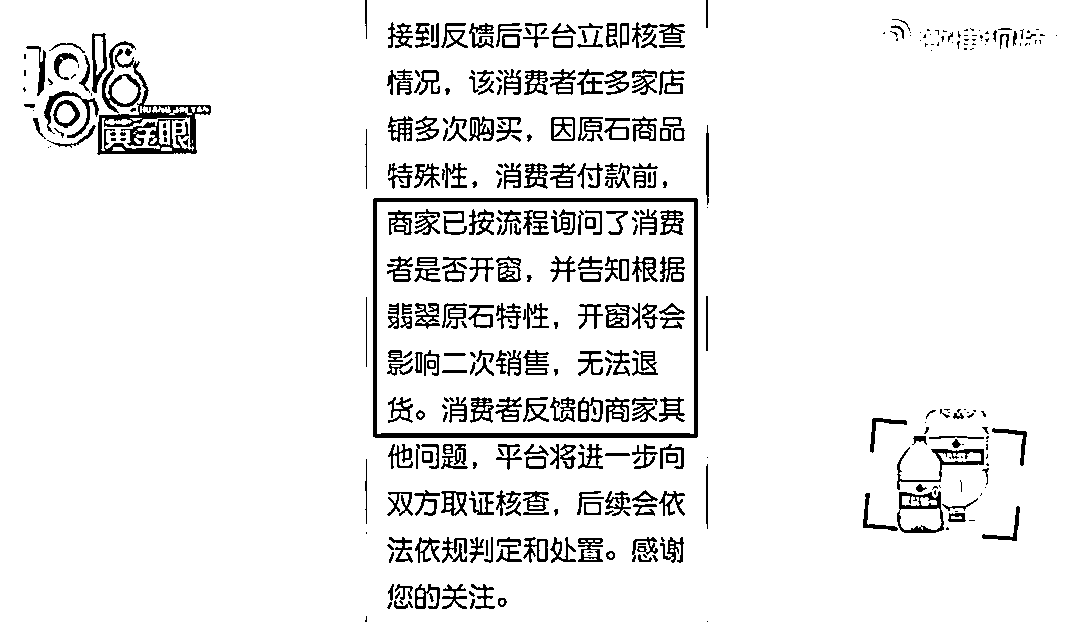 1818
HUANG JIN YAN
黄金眼
接到反馈后平台立即核查
情况，该消费者在多家店
铺多次购买，因原石商品
特殊性，消费者付款前，
商家已按流程询问了消费
者是否开窗，并告知根据
翡翠原石特性，开窗将会
影响二次销售，无法退
货。消费者反馈的商家其
他问题，平台将进一步向
双方取证核查，后续会依
法依规判定和处置。感谢
您的关注。